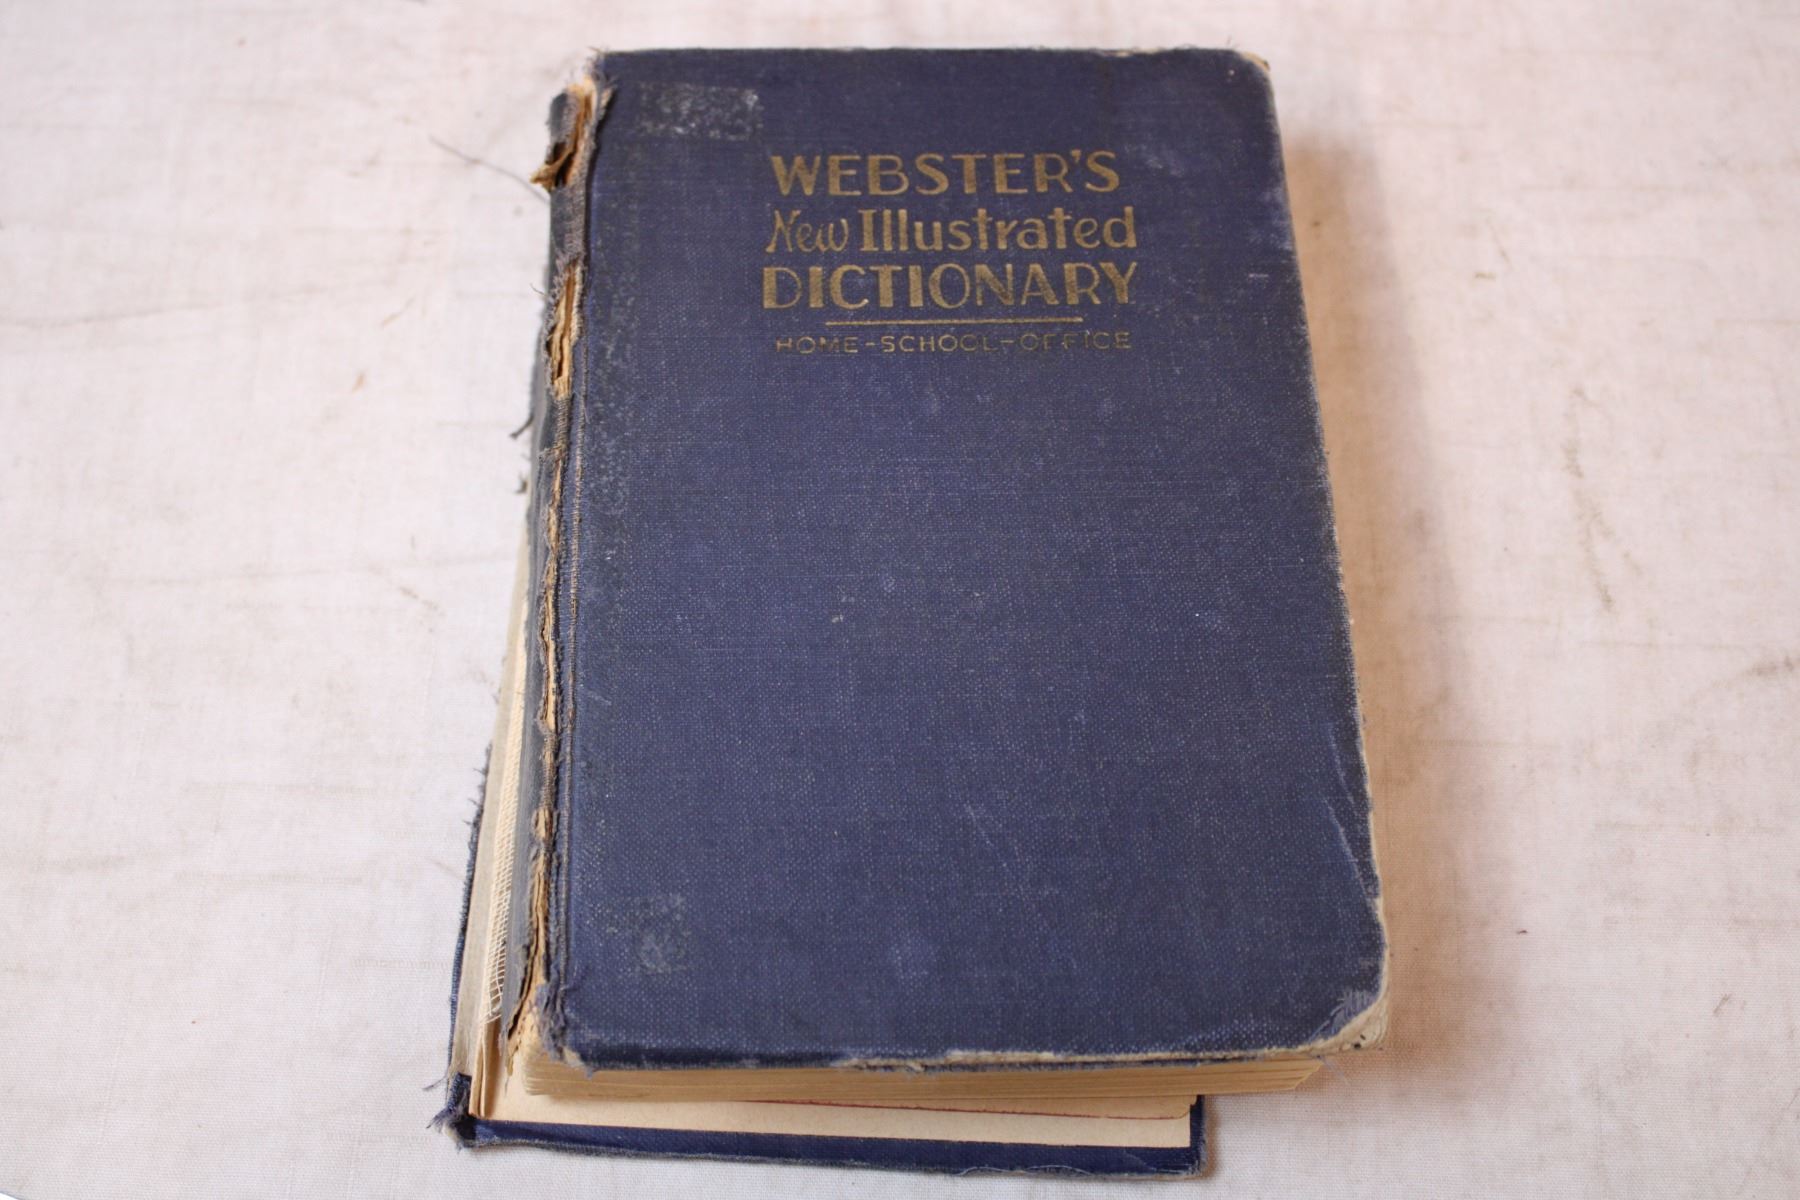 WEBSTER'S
New Illustrated
DICTIONARY
HOME-SCHOOL-OFFICE